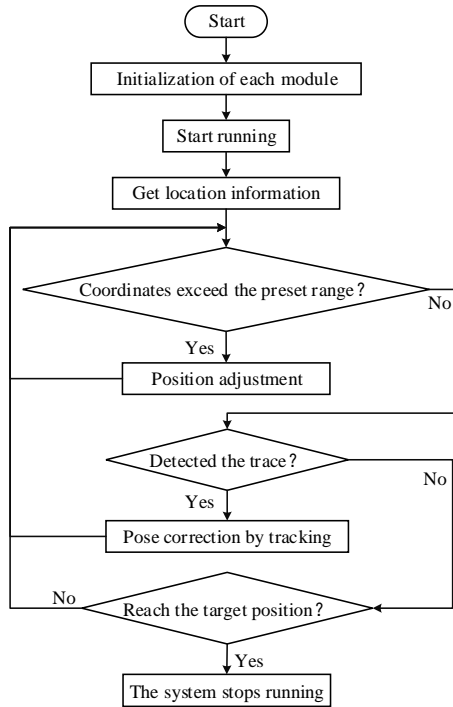 Start
Initialization of each module
Start running
Get location information
Coordinates exceed the preset range?
No
Yes
Position adjustment
Detected the trace?
No
Yes
Pose correction by tracking
No
Reach the target position?
Yes
The system stops running